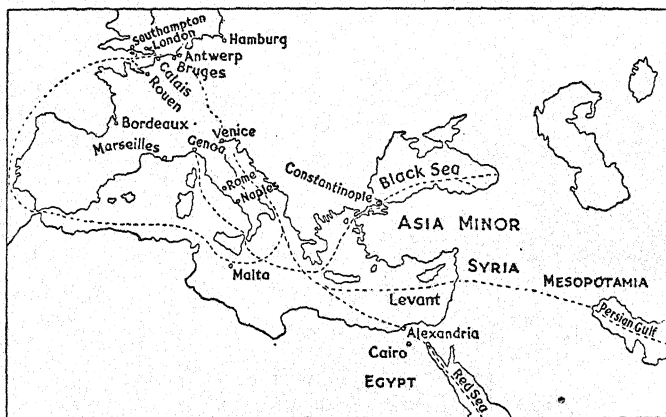 Southampton
London
Hamburg
Antwerp
Bruges
Calais
Rouen
Bordeaux
Venice
Genoa
Marseilles
Rome
Naples
Constantinople
Black Sea
ASIA MINOR
SYRIA
MESOPOTAMIA
Malta
Levant
Persian Gulf
Alexandria
Cairo
EGYPT
Red Sea